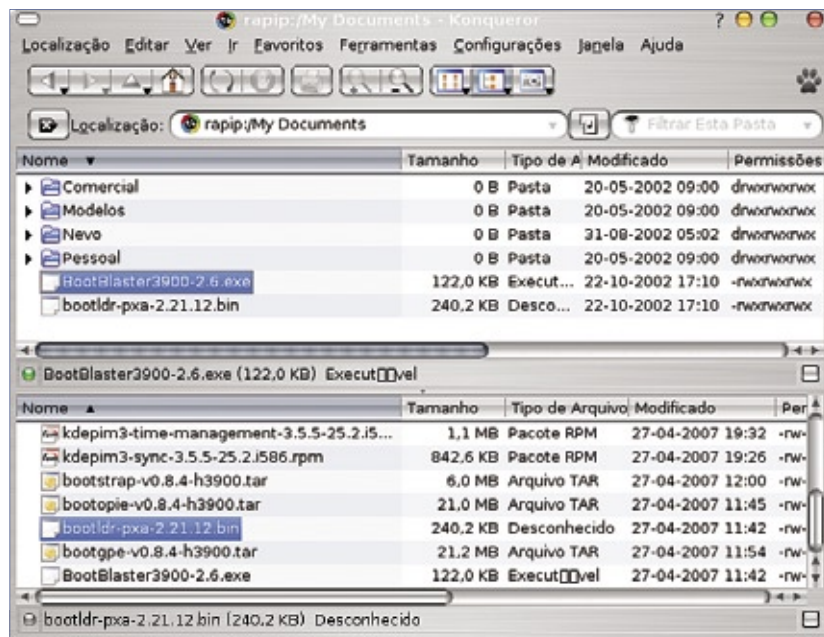 rapip:/My Documents - Konqueror ?
Localização Editar Ver Ir Favoritos Ferramentas Configurações Janela Ajuda
Localização: rapip:/My Documents Filtrar Esta Pasta
Nome Tamanho Tipo de A Modificado Permissões
Comercial 0 B Pasta 20-05-2002 09:00 drwxrwxrwx
Modelos 0 B Pasta 20-05-2002 09:00 drwxrwxrwx
Nevo 0 B Pasta 31-08-2002 05:02 drwxrwxrwx
Pessoal 0 B Pasta 20-05-2002 09:00 drwxrwxrwx
BootBlaster3900-2.6.exe 122,0 KB Execut... 22-10-2002 17:10 -rwxrwxrwx
bootldr-pxa-2.21.12.bin 240,2 KB Desco... 22-10-2002 17:10 -rwxrwxrwx
BootBlaster3900-2.6.exe (122,0 KB) Execut▯▯vel
Nome Tamanho Tipo de Arquivo Modificado Per
kdepim3-time-management-3.5.5-25.2.i5... 1,1 MB Pacote RPM 27-04-2007 19:32 -rw-
kdepim3-sync-3.5.5-25.2.i586.rpm 842,6 KB Pacote RPM 27-04-2007 19:26 -rw-
bootstrap-v0.8.4-h3900.tar 6,0 MB Arquivo TAR 27-04-2007 12:00 -rw-
bootopie-v0.8.4-h3900.tar 21,0 MB Arquivo TAR 27-04-2007 11:45 -rw-
bootldr-pxa-2.21.12.bin 240,2 KB Desconhecido 27-04-2007 11:42 -rw-
bootgpe-v0.8.4-h3900.tar 21,2 MB Arquivo TAR 27-04-2007 11:54 -rw-
BootBlaster3900-2.6.exe 122,0 KB Execut▯▯vel 27-04-2007 11:42 -rw-
bootldr-pxa-2.21.12.bin (240,2 KB) Desconhecido